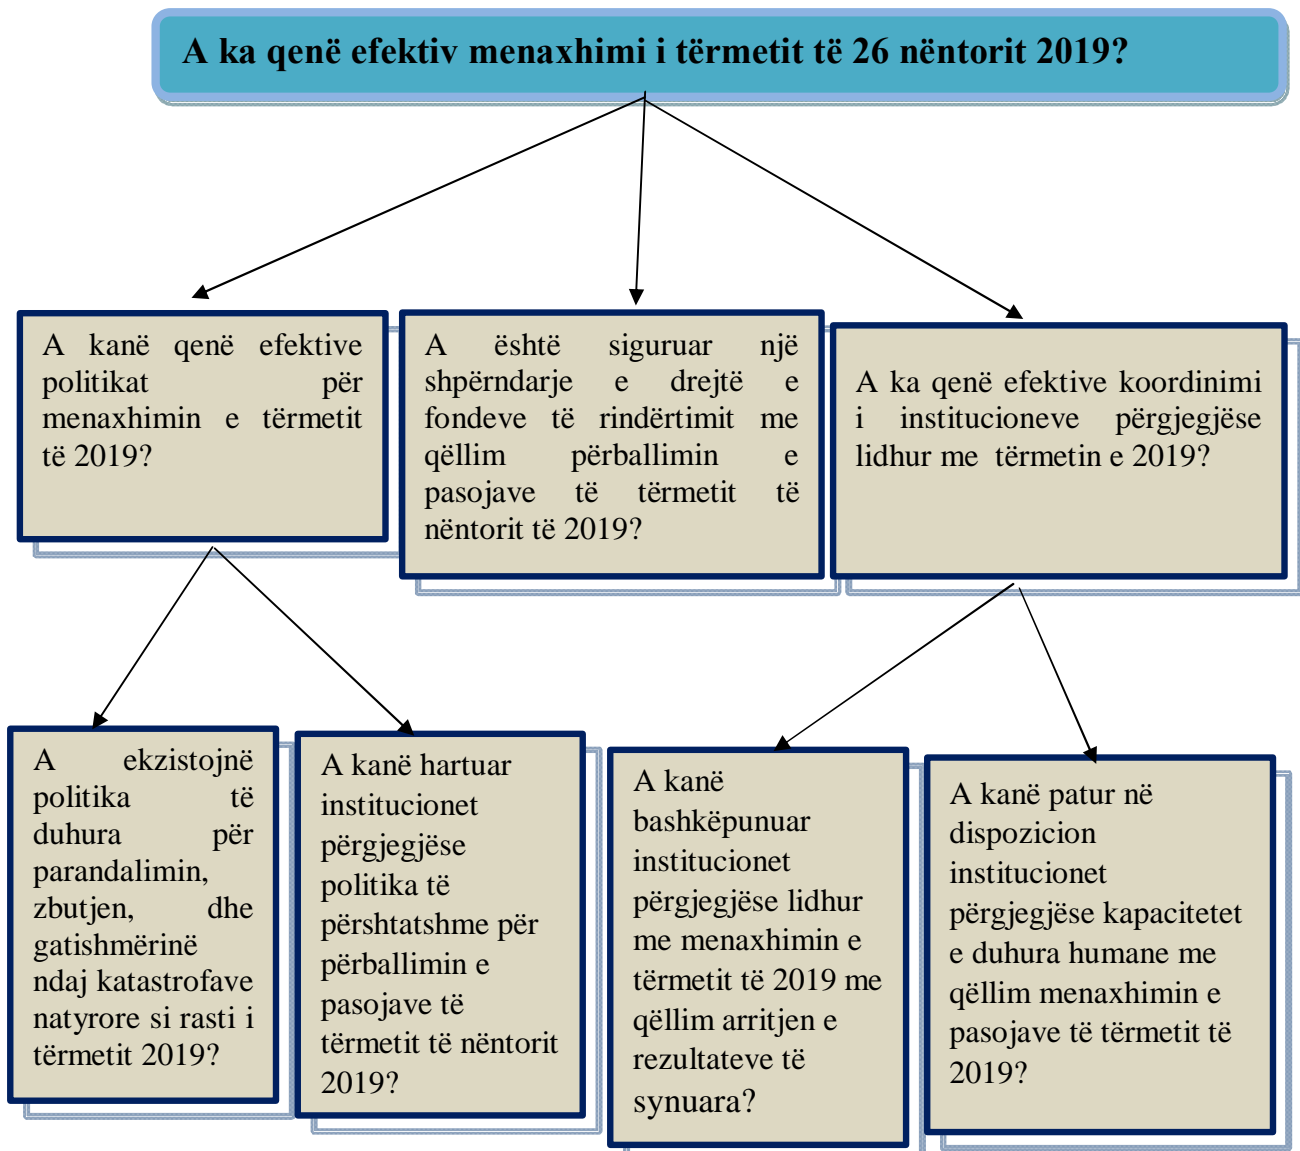 A ka qenë efektiv menaxhimi i tërmetit të 26 nëntorit 2019?
A kanë qenë efektive
politikat për
menaxhimin e tërmetit
të 2019?
A është siguruar një
shpërndarje e drejtë e
fondeve të rindërtimit me
qëllim përballimin e
pasojave të tërmetit të
nëntorit të 2019?
A ka qenë efektive koordinimi
i institucioneve përgjegjëse
lidhur me tërmetin e 2019?
A ekzistojnë
politika të
duhura për
parandalimin,
zbutjen, dhe
gatishmërinë
ndaj katastrofave
natyrore si rasti i
tërmetit 2019?
A kanë hartuar
institucionet
përgjegjëse
politika të
përshtatshme për
përballimin e
pasojave të
tërmetit të nëntorit
2019?
A kanë
bashkëpunuar
institucionet
përgjegjëse lidhur
me menaxhimin e
tërmetit të 2019 me
qëllim arritjen e
rezultateve të
synuara?
A kanë patur në
dispozicion
institucionet
përgjegjëse kapacitetet
e duhura humane me
qëllim menaxhimin e
pasojave të tërmetit të
2019?